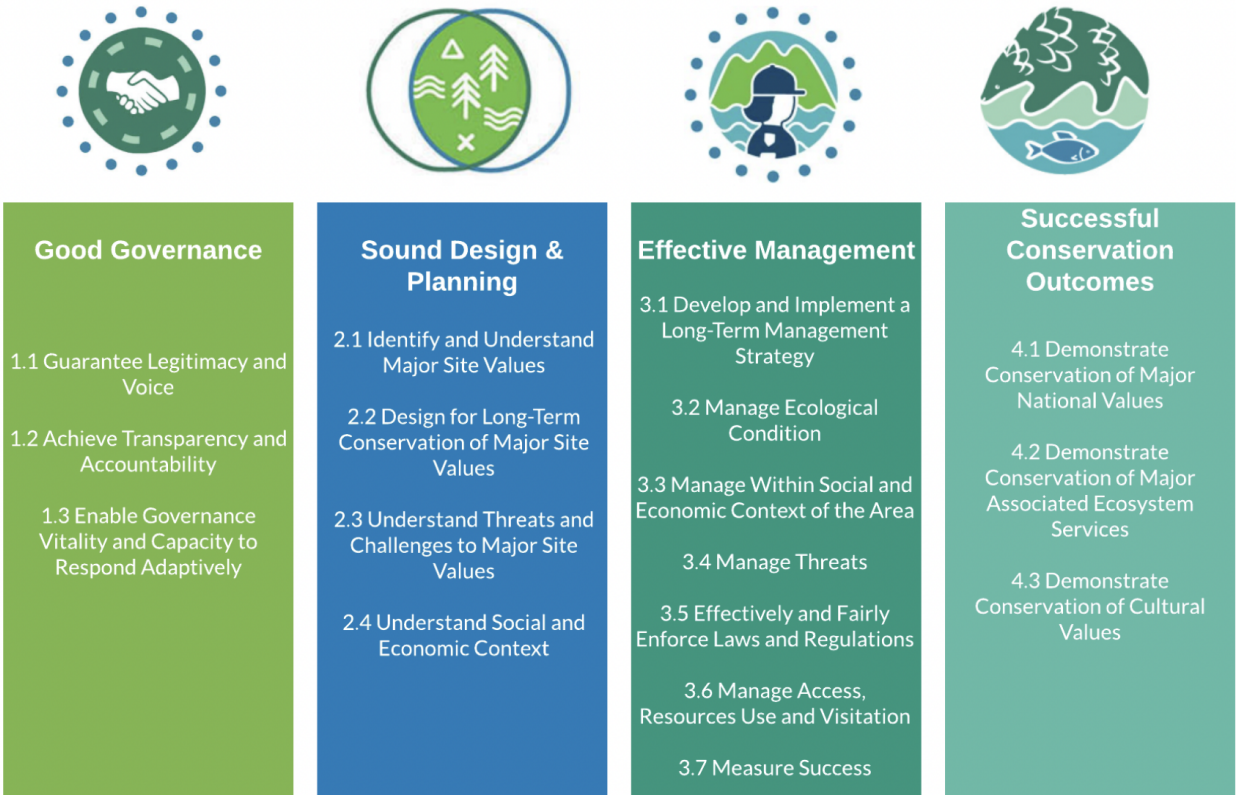 Good Governance
1.1 Guarantee Legitimacy and
Voice
1.2 Achieve Transparency and
Accountability
1.3 Enable Governance
Vitality and Capacity to
Respond Adaptively
Sound Design &
Planning
2.1 Identify and Understand
Major Site Values
2.2 Design for Long-Term
Conservation of Major Site
Values
2.3 Understand Threats and
Challenges to Major Site
Values
2.4 Understand Social and
Economic Context
Effective Management
3.1 Develop and Implement a
Long-Term Management
Strategy
3.2 Manage Ecological
Condition
3.3 Manage Within Social and
Economic Context of the Area
3.4 Manage Threats
3.5 Effectively and Fairly
Enforce Laws and Regulations
3.6 Manage Access,
Resources Use and Visitation
3.7 Measure Success
Successful
Conservation
Outcomes
4.1 Demonstrate
Conservation of Major
National Values
4.2 Demonstrate
Conservation of Major
Associated Ecosystem
Services
4.3 Demonstrate
Conservation of Cultural
Values